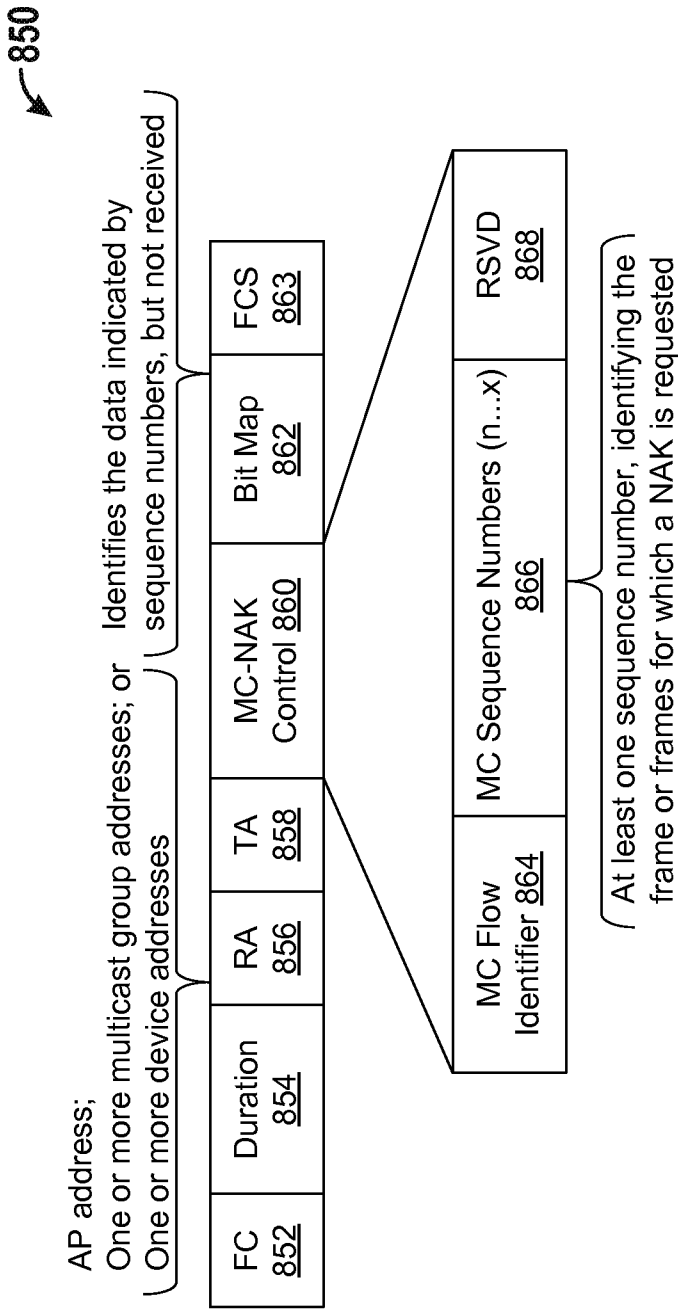 850
AP address;
One or more multicast group addresses; or
One or more device addresses
Identifies the data indicated by
sequence numbers, but not received
FC
852
Duration
854
RA
856
TA
858
MC-NAK
Control 860
Bit Map
862
FCS
863
MC Flow
Identifier 864
MC Sequence Numbers (n...x)
866
RSVD
868
At least one sequence number, identifying the
frame or frames for which a NAK is requested